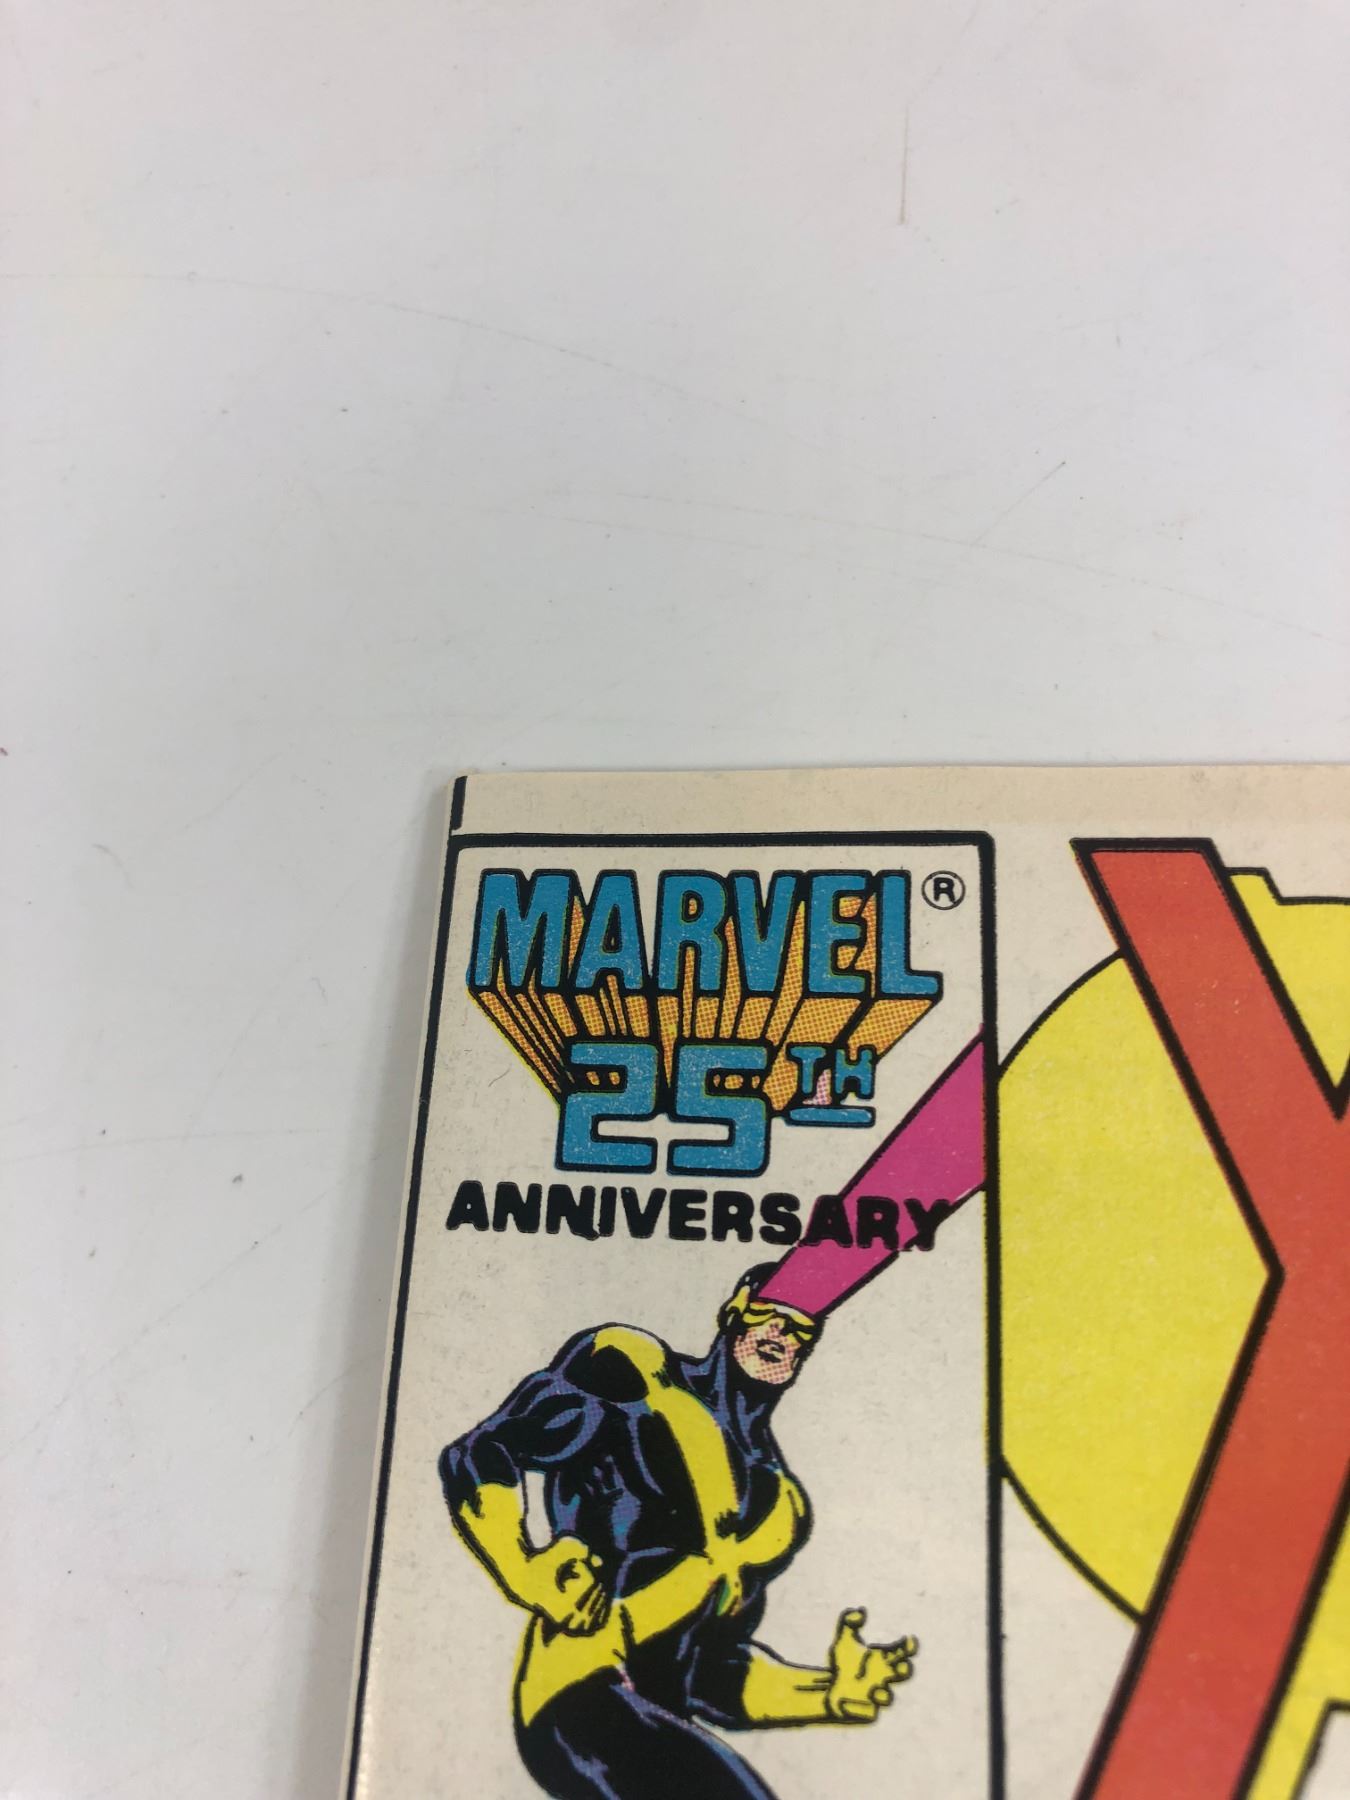 MARVEL ®
25TH
ANNIVERSARY
X